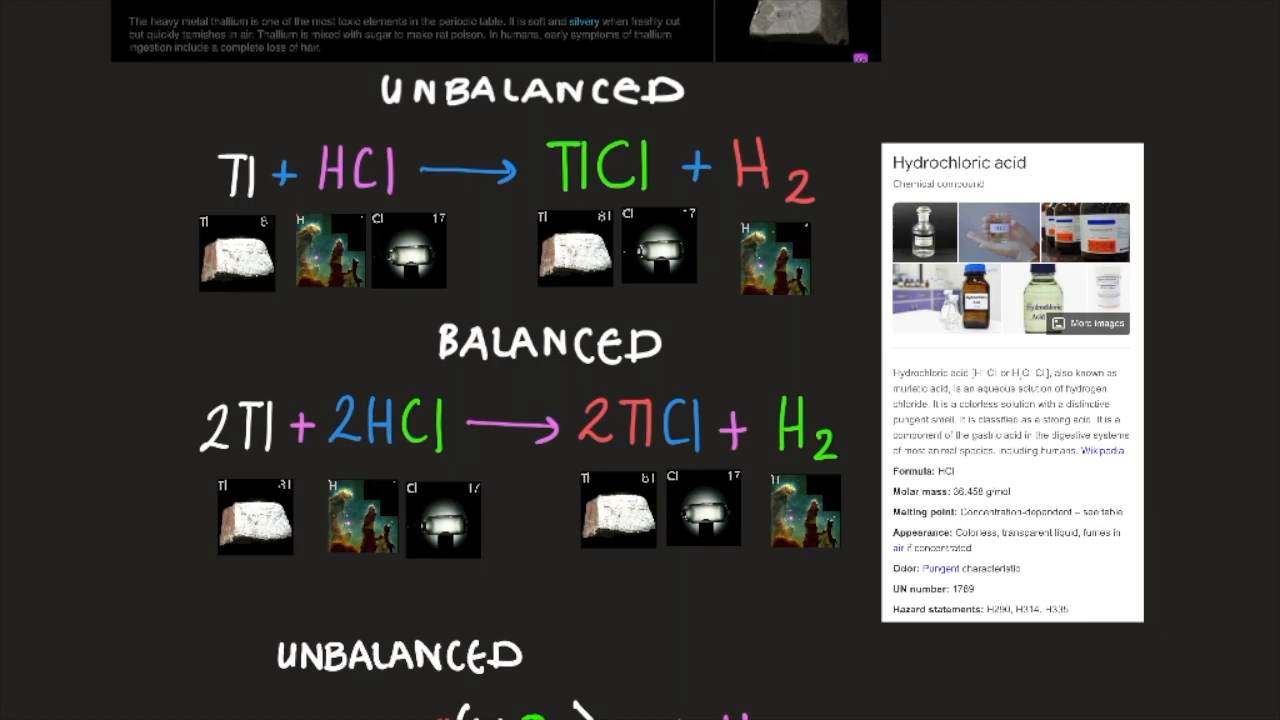 The heavy metal thallium is one of the most toxic elements in the periodic table. It is soft and silvery when freshly cut
but quickly tarnishes in air. Thallium is mixed with sugar to make rat poison. In humans, early symptoms of thallium
ingestion include a complete loss of hair.
UNBALANCED
Tl + HCl → TlCl + H₂
Tl 8 H Cl 17 Tl 81 Cl 17 H
BALANCED
2Tl + 2HCl → 2TlCl + H₂
Tl 81 H Cl 17 Tl 81 Cl 17 H
UNBALANCED
Hydrochloric acid
Chemical compound
Hydrochloric
Acid
More images
Hydrochloric acid [H Cl or H₃O Cl], also known as
muriatic acid, is an aqueous solution of hydrogen
chloride. It is a colorless solution with a distinctive
pungent smell. It is classified as a strong acid. It is a
component of the gastric acid in the digestive systems
of most animal species, including humans. Wikipedia
Formula: HCl
Molar mass: 36.458 g/mol
Melting point: Concentration-dependent – see table
Appearance: Colorless, transparent liquid, fumes in
air if concentrated
Odor: Pungent characteristic
UN number: 1789
Hazard statements: H290, H314, H335